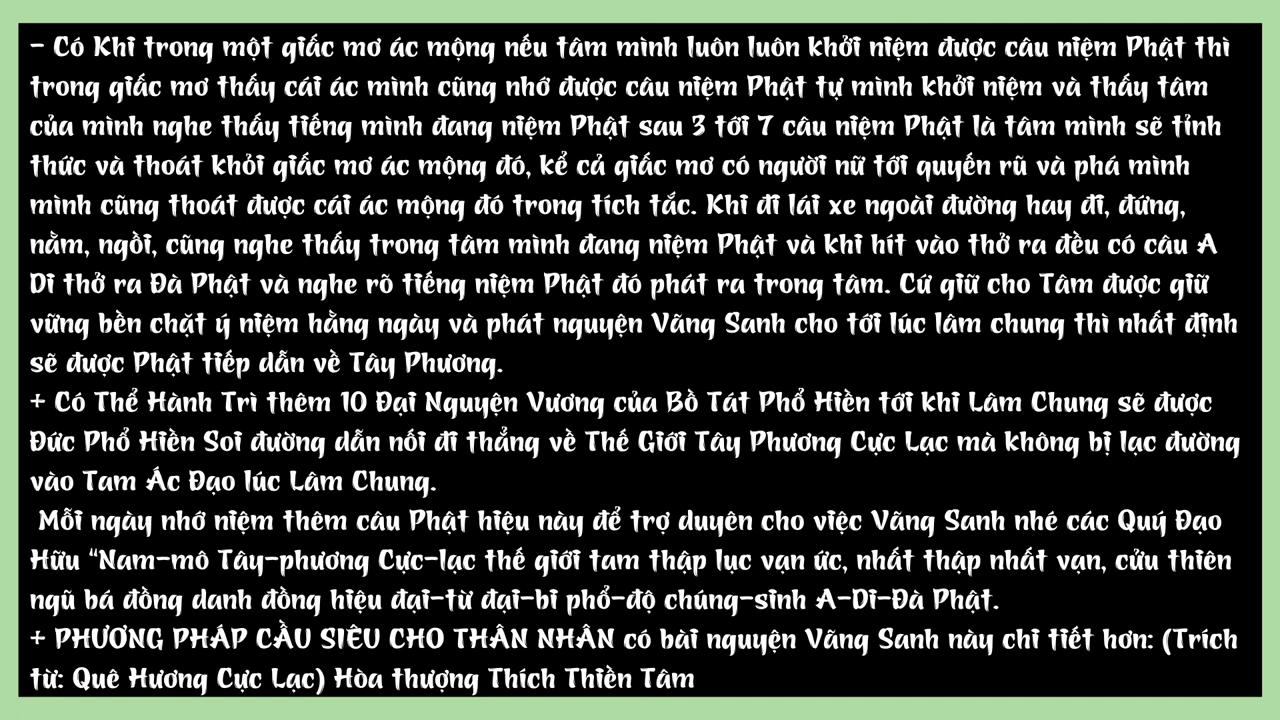 - Có Khi trong một giấc mơ ác mộng nếu tâm mình luôn luôn khởi niệm được câu niệm Phật thì
trong giấc mơ thấy cái ác mình cũng nhớ được câu niệm Phật tự mình khởi niệm và thấy tâm
của mình nghe thấy tiếng mình đang niệm Phật sau 3 tới 7 câu niệm Phật là tâm mình sẽ tỉnh
thức và thoát khỏi giấc mơ ác mộng đó, kể cả giấc mơ có người nữ tới quyến rũ và phá mình
mình cũng thoát được cái ác mộng đó trong tích tắc. Khi đi lái xe ngoài đường hay đi, đứng,
nằm, ngồi, cũng nghe thấy trong tâm mình đang niệm Phật và khi hít vào thở ra đều có câu A
Di thở ra Đà Phật và nghe rõ tiếng niệm Phật đó phát ra trong tâm. Cứ giữ cho Tâm được giữ
vững bền chặt ý niệm hằng ngày và phát nguyện Vãng Sanh cho tới lúc lâm chung thì nhất định
sẽ được Phật tiếp dẫn về Tây Phương.
+ Có Thể Hành Trì thêm 10 Đại Nguyện Vương của Bồ Tát Phổ Hiền tới khi Lâm Chung sẽ được
Đức Phổ Hiền Soi đường dẫn nối đi thẳng về Thế Giới Tây Phương Cực Lạc mà không bị lạc đường
vào Tam Ác Đạo lúc Lâm Chung.
Mỗi ngày nhớ niệm thêm câu Phật hiệu này để trợ duyên cho việc Vãng Sanh nhé các Quý Đạo
Hữu “Nam-mô Tây-phương Cực-lạc thế giới tam thập lục vạn ức, nhất thập nhất vạn, cửu thiên
ngũ bá đồng danh đồng hiệu đại-từ đại-bi phổ-độ chúng-sinh A-Di-Đà Phật.
+ PHƯƠNG PHÁP CẦU SIÊU CHO THÂN NHÂN có bài nguyện Vãng Sanh này chi tiết hơn: (Trích
từ: Quê Hương Cực Lạc) Hòa thượng Thích Thiền Tâm